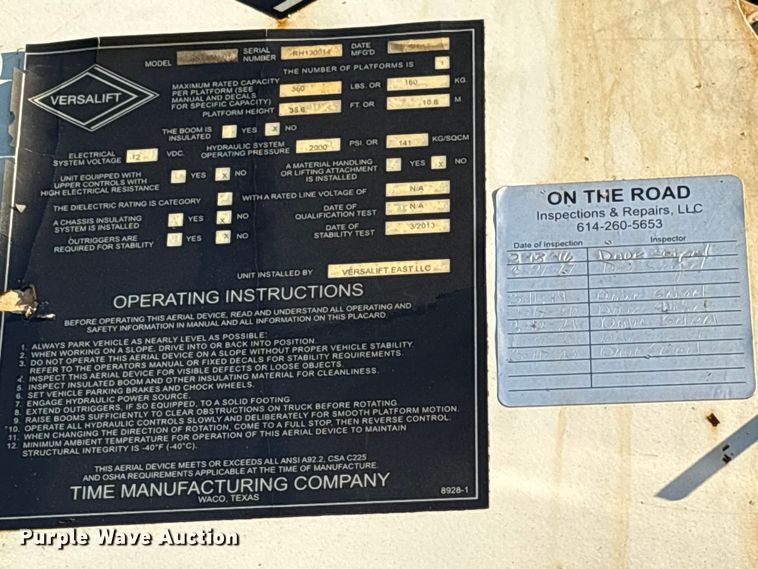 MODEL SERIAL NUMBER RH130014 DATE MFG'D
THE NUMBER OF PLATFORMS IS 1
VERSALIFT
MAXIMUM RATED CAPACITY
PER PLATFORM (SEE 350 LBS. OR 160 KG.
MANUAL AND DECALS
FOR SPECIFIC CAPACITY)
PLATFORM HEIGHT 35.6 FT. OR 10.8 M
THE BOOM IS
INSULATED YES X NO
ELECTRICAL
SYSTEM VOLTAGE 12 VDC.
HYDRAULIC SYSTEM
OPERATING PRESSURE 2000 PSI. OR 141 KG/SQCM
UNIT EQUIPPED WITH
UPPER CONTROLS WITH
HIGH ELECTRICAL RESISTANCE YES X NO
A MATERIAL HANDLING
OR LIFTING ATTACHMENT
IS INSTALLED YES X NO
THE DIELECTRIC RATING IS CATEGORY WITH A RATED LINE VOLTAGE OF N/A
A CHASSIS INSULATING
SYSTEM IS INSTALLED YES X NO
DATE OF
QUALIFICATION TEST N/A
OUTRIGGERS ARE
REQUIRED FOR STABILITY YES X NO
DATE OF
STABILITY TEST 3/2013
UNIT INSTALLED BY VERSALIFT EAST LLC
OPERATING INSTRUCTIONS
BEFORE OPERATING THIS AERIAL DEVICE, READ AND UNDERSTAND ALL OPERATING AND
SAFETY INFORMATION IN MANUAL AND ALL INFORMATION ON THIS PLACARD.
1. ALWAYS PARK VEHICLE AS NEARLY LEVEL AS POSSIBLE.
2. WHEN WORKING ON A SLOPE, DRIVE INTO OR BACK INTO POSITION.
3. DO NOT OPERATE THIS AERIAL DEVICE ON A SLOPE WITHOUT PROPER VEHICLE STABILITY.
REFER TO THE OPERATORS MANUAL OR FIXED DECALS FOR STABILITY REQUIREMENTS.
4. INSPECT THIS AERIAL DEVICE FOR VISIBLE DEFECTS OR LOOSE OBJECTS.
5. INSPECT INSULATED BOOM AND OTHER INSULATING MATERIAL FOR CLEANLINESS.
6. SET VEHICLE PARKING BRAKES AND CHOCK WHEELS.
7. ENGAGE HYDRAULIC POWER SOURCE.
8. EXTEND OUTRIGGERS, IF SO EQUIPPED, TO A SOLID FOOTING.
9. RAISE BOOMS SUFFICIENTLY TO CLEAR OBSTRUCTIONS ON TRUCK BEFORE ROTATING.
10. OPERATE ALL HYDRAULIC CONTROLS SLOWLY AND DELIBERATELY FOR SMOOTH PLATFORM MOTION.
11. WHEN CHANGING THE DIRECTION OF ROTATION, COME TO A FULL STOP, THEN REVERSE CONTROL.
12. MINIMUM AMBIENT TEMPERATURE FOR OPERATION OF THIS AERIAL DEVICE TO MAINTAIN
STRUCTURAL INTEGRITY IS -40°F (-40°C).
THIS AERIAL DEVICE MEETS OR EXCEEDS ALL ANSI A92.2, CSA C225
AND OSHA REQUIREMENTS APPLICABLE AT THE TIME OF MANUFACTURE.
TIME MANUFACTURING COMPANY
WACO, TEXAS
8928-1
ON THE ROAD
Inspections & Repairs, LLC
614-260-5653
Date of Inspection Inspector
Purple Wave Auction